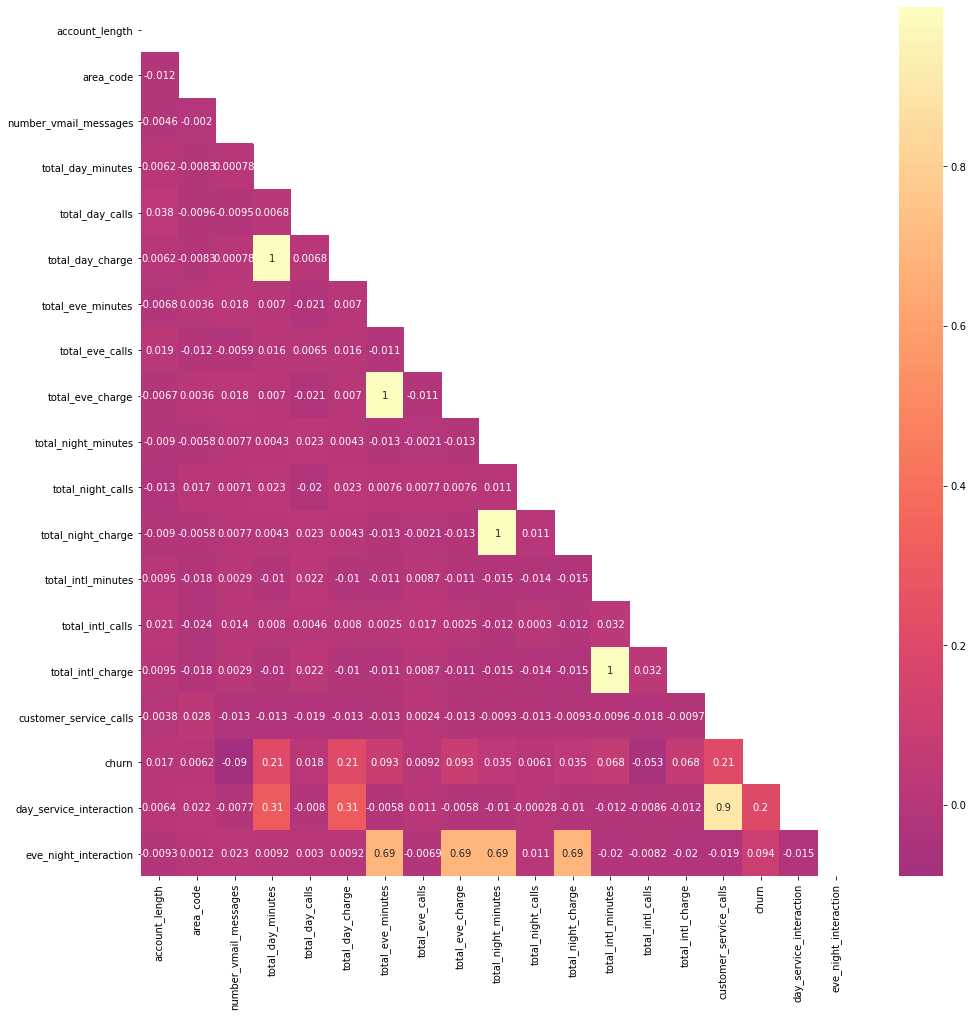 account_length
area_code -0.012
number_vmail_messages -0.0046 -0.002
total_day_minutes 0.0062 -0.0083 0.00078
total_day_calls 0.038 -0.0096 -0.0095 0.0068
total_day_charge 0.0062 -0.0083 0.00078 1 0.0068
total_eve_minutes -0.0068 0.0036 0.018 0.007 -0.021 0.007
total_eve_calls 0.019 -0.012 -0.0059 0.016 0.0065 0.016 -0.011
total_eve_charge -0.0067 0.0036 0.018 0.007 -0.021 0.007 1 -0.011
total_night_minutes -0.009 -0.0058 0.0077 0.0043 0.023 0.0043 -0.013 -0.0021 -0.013
total_night_calls -0.013 0.017 0.0071 0.023 -0.02 0.023 0.0076 0.0077 0.0076 0.011
total_night_charge -0.009 -0.0058 0.0077 0.0043 0.023 0.0043 -0.013 -0.0021 -0.013 1 0.011
total_intl_minutes 0.0095 -0.018 0.0029 -0.01 0.022 -0.01 -0.011 0.0087 -0.011 -0.015 -0.014 -0.015
total_intl_calls 0.021 -0.024 0.014 0.008 0.0046 0.008 0.0025 0.017 0.0025 -0.012 0.0003 -0.012 0.032
total_intl_charge 0.0095 -0.018 0.0029 -0.01 0.022 -0.01 -0.011 0.0087 -0.011 -0.015 -0.014 -0.015 1 0.032
customer_service_calls -0.0038 0.028 -0.013 -0.013 -0.019 -0.013 -0.013 0.0024 -0.013 -0.0093 -0.013 -0.0093 -0.0096 -0.018 -0.0097
churn 0.017 0.0062 -0.09 0.21 0.018 0.21 0.093 0.0092 0.093 0.035 0.0061 0.035 0.068 -0.053 0.068 0.21
day_service_interaction 0.0064 0.022 -0.0077 0.31 -0.008 0.31 -0.0058 0.011 -0.0058 -0.01 -0.00028 -0.01 -0.012 -0.0086 -0.012 0.9 0.2
eve_night_interaction -0.0093 0.0012 0.023 0.0092 0.003 0.0092 0.69 -0.0069 0.69 0.69 0.011 0.69 -0.02 -0.0082 -0.02 -0.019 0.094 -0.015
account_length
area_code
number_vmail_messages
total_day_minutes
total_day_calls
total_day_charge
total_eve_minutes
total_eve_calls
total_eve_charge
total_night_minutes
total_night_calls
total_night_charge
total_intl_minutes
total_intl_calls
total_intl_charge
customer_service_calls
churn
day_service_interaction
eve_night_interaction
0.8
0.6
0.4
0.2
0.0